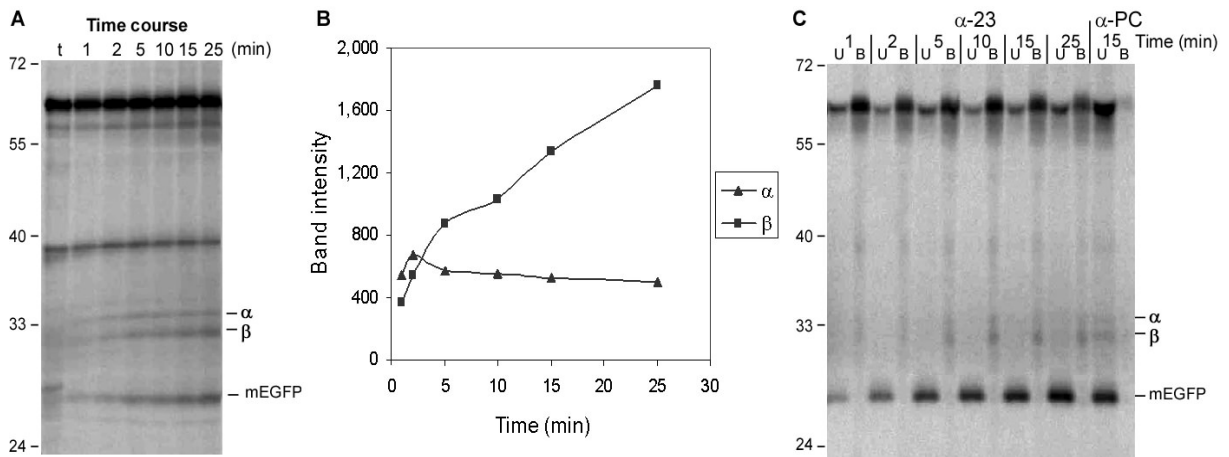 A
Time course
t 1 2 5 10 15 25 (min)
72
55
40
33
24
α
β
mEGFP
B
Band intensity
2,000
1,600
1,200
800
400
0
0 5 10 15 20 25 30
Time (min)
α
β
C
α-23 α-PC
1 2 5 10 15 25 15 Time (min)
U B U B U B U B U B U B U B
72
55
40
33
24
α
β
mEGFP